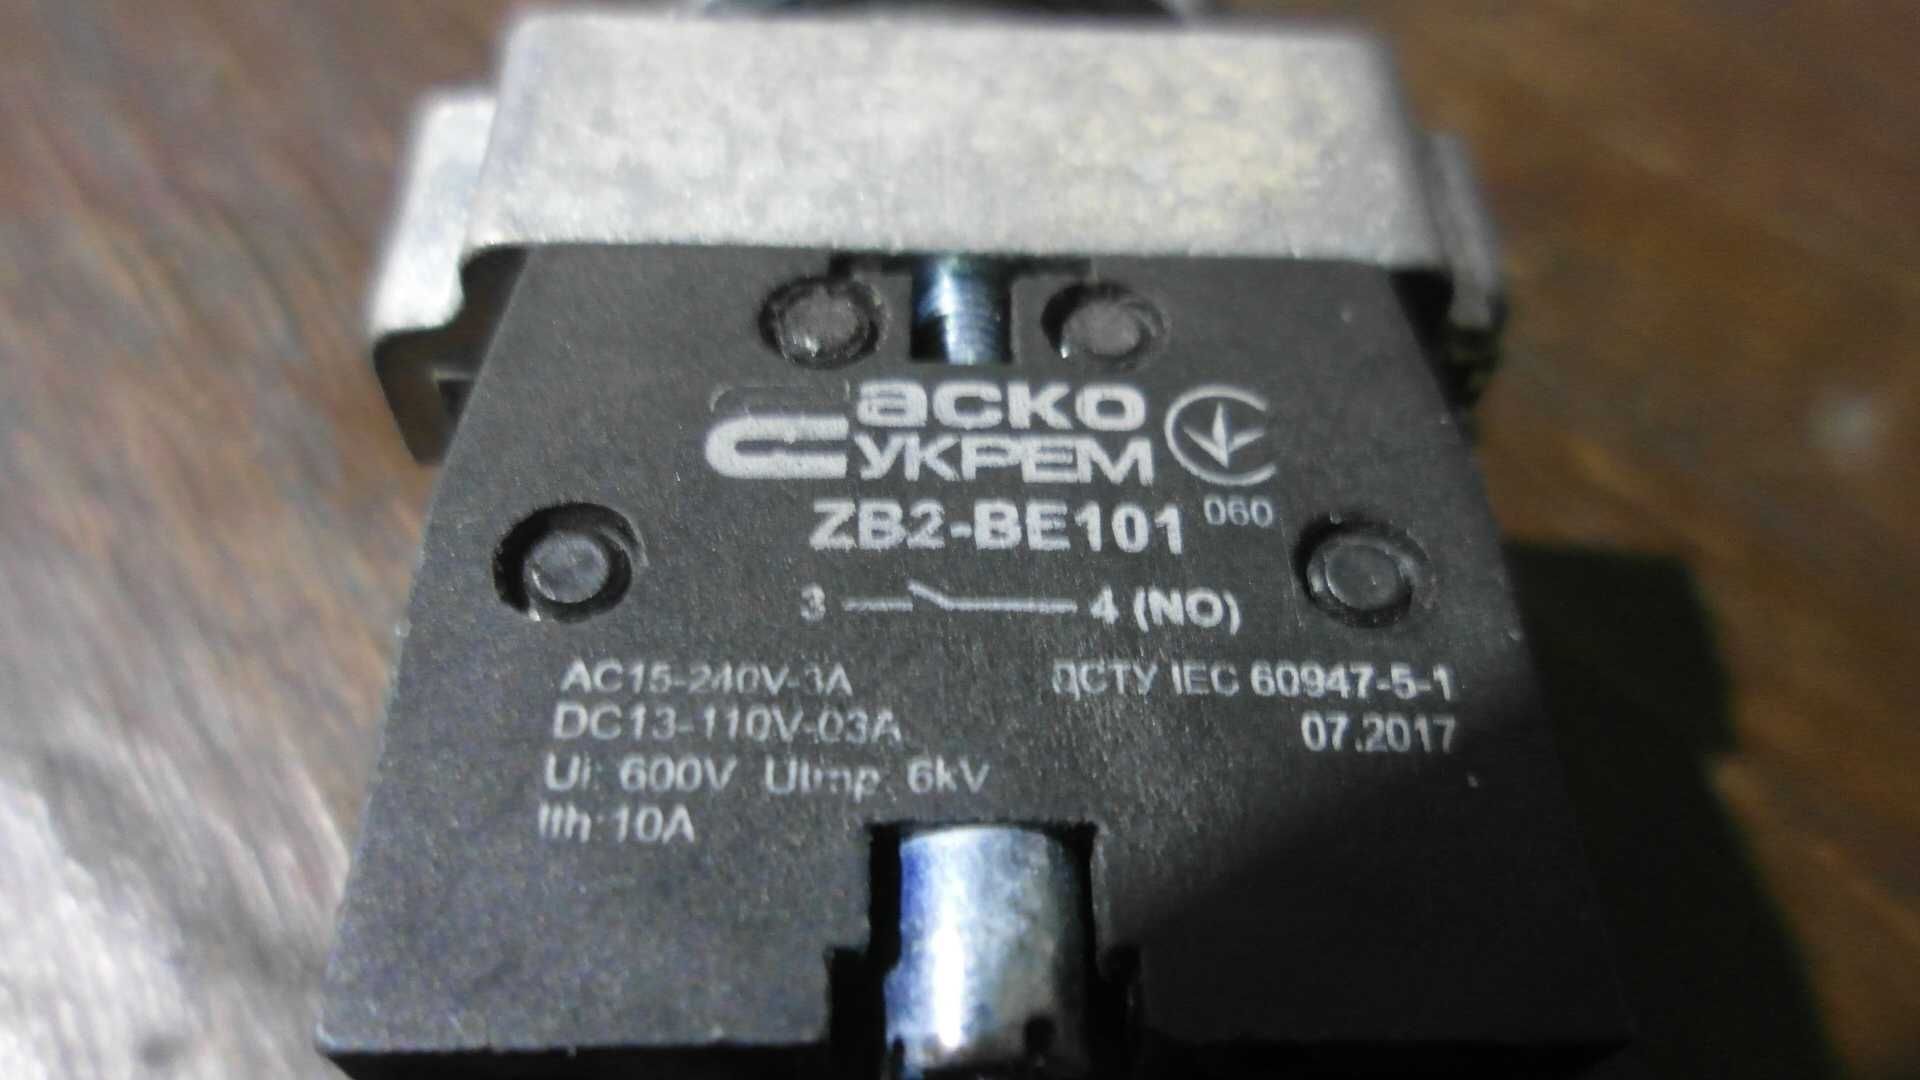 аско
УКРЕМ
ZB2-BE101 060
3 4 (NO)
AC15-240V-3A
DC13-110V-03A
Ui: 600V Uimp: 6kV
Ith:10A
ДСТУ IEC 60947-5-1
07.2017